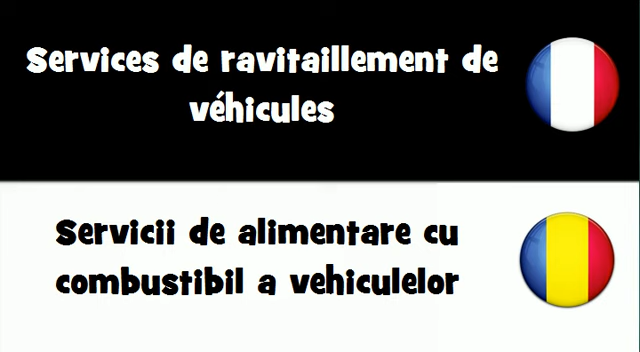 Services de ravitaillement de
véhicules
Servicii de alimentare cu
combustibil a vehiculelor